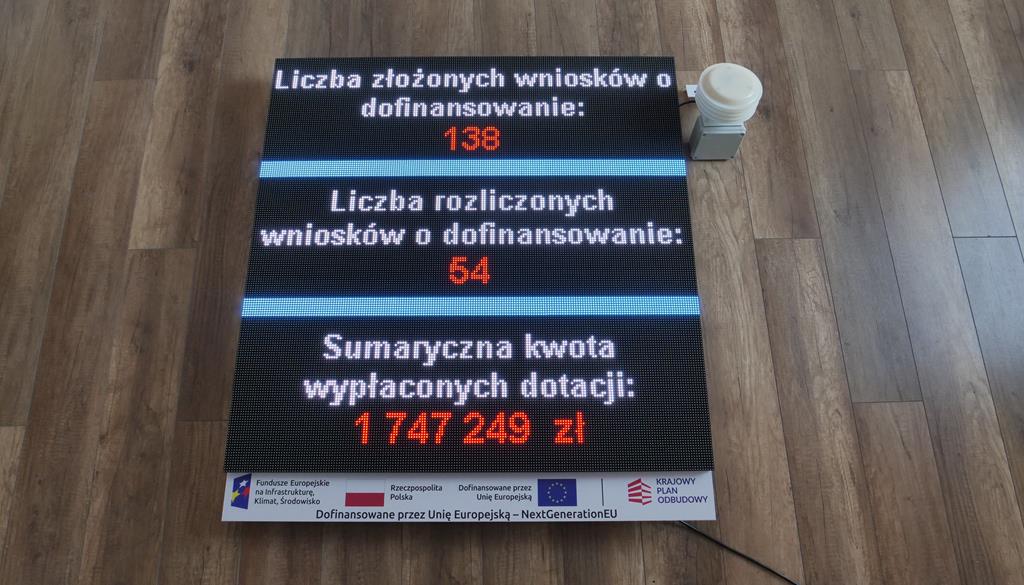 Liczba złożonych wniosków o
dofinansowanie:
138
Liczba rozliczonych
wniosków o dofinansowanie:
54
Sumaryczna kwota
wypłaconych dotacji:
1 747 249 zł
Fundusze Europejskie
na Infrastrukturę,
Klimat, Środowisko
Rzeczpospolita
Polska
Dofinansowane przez
Unię Europejską
KRAJOWY
PLAN
ODBUDOWY
Dofinansowane przez Unię Europejską – NextGenerationEU